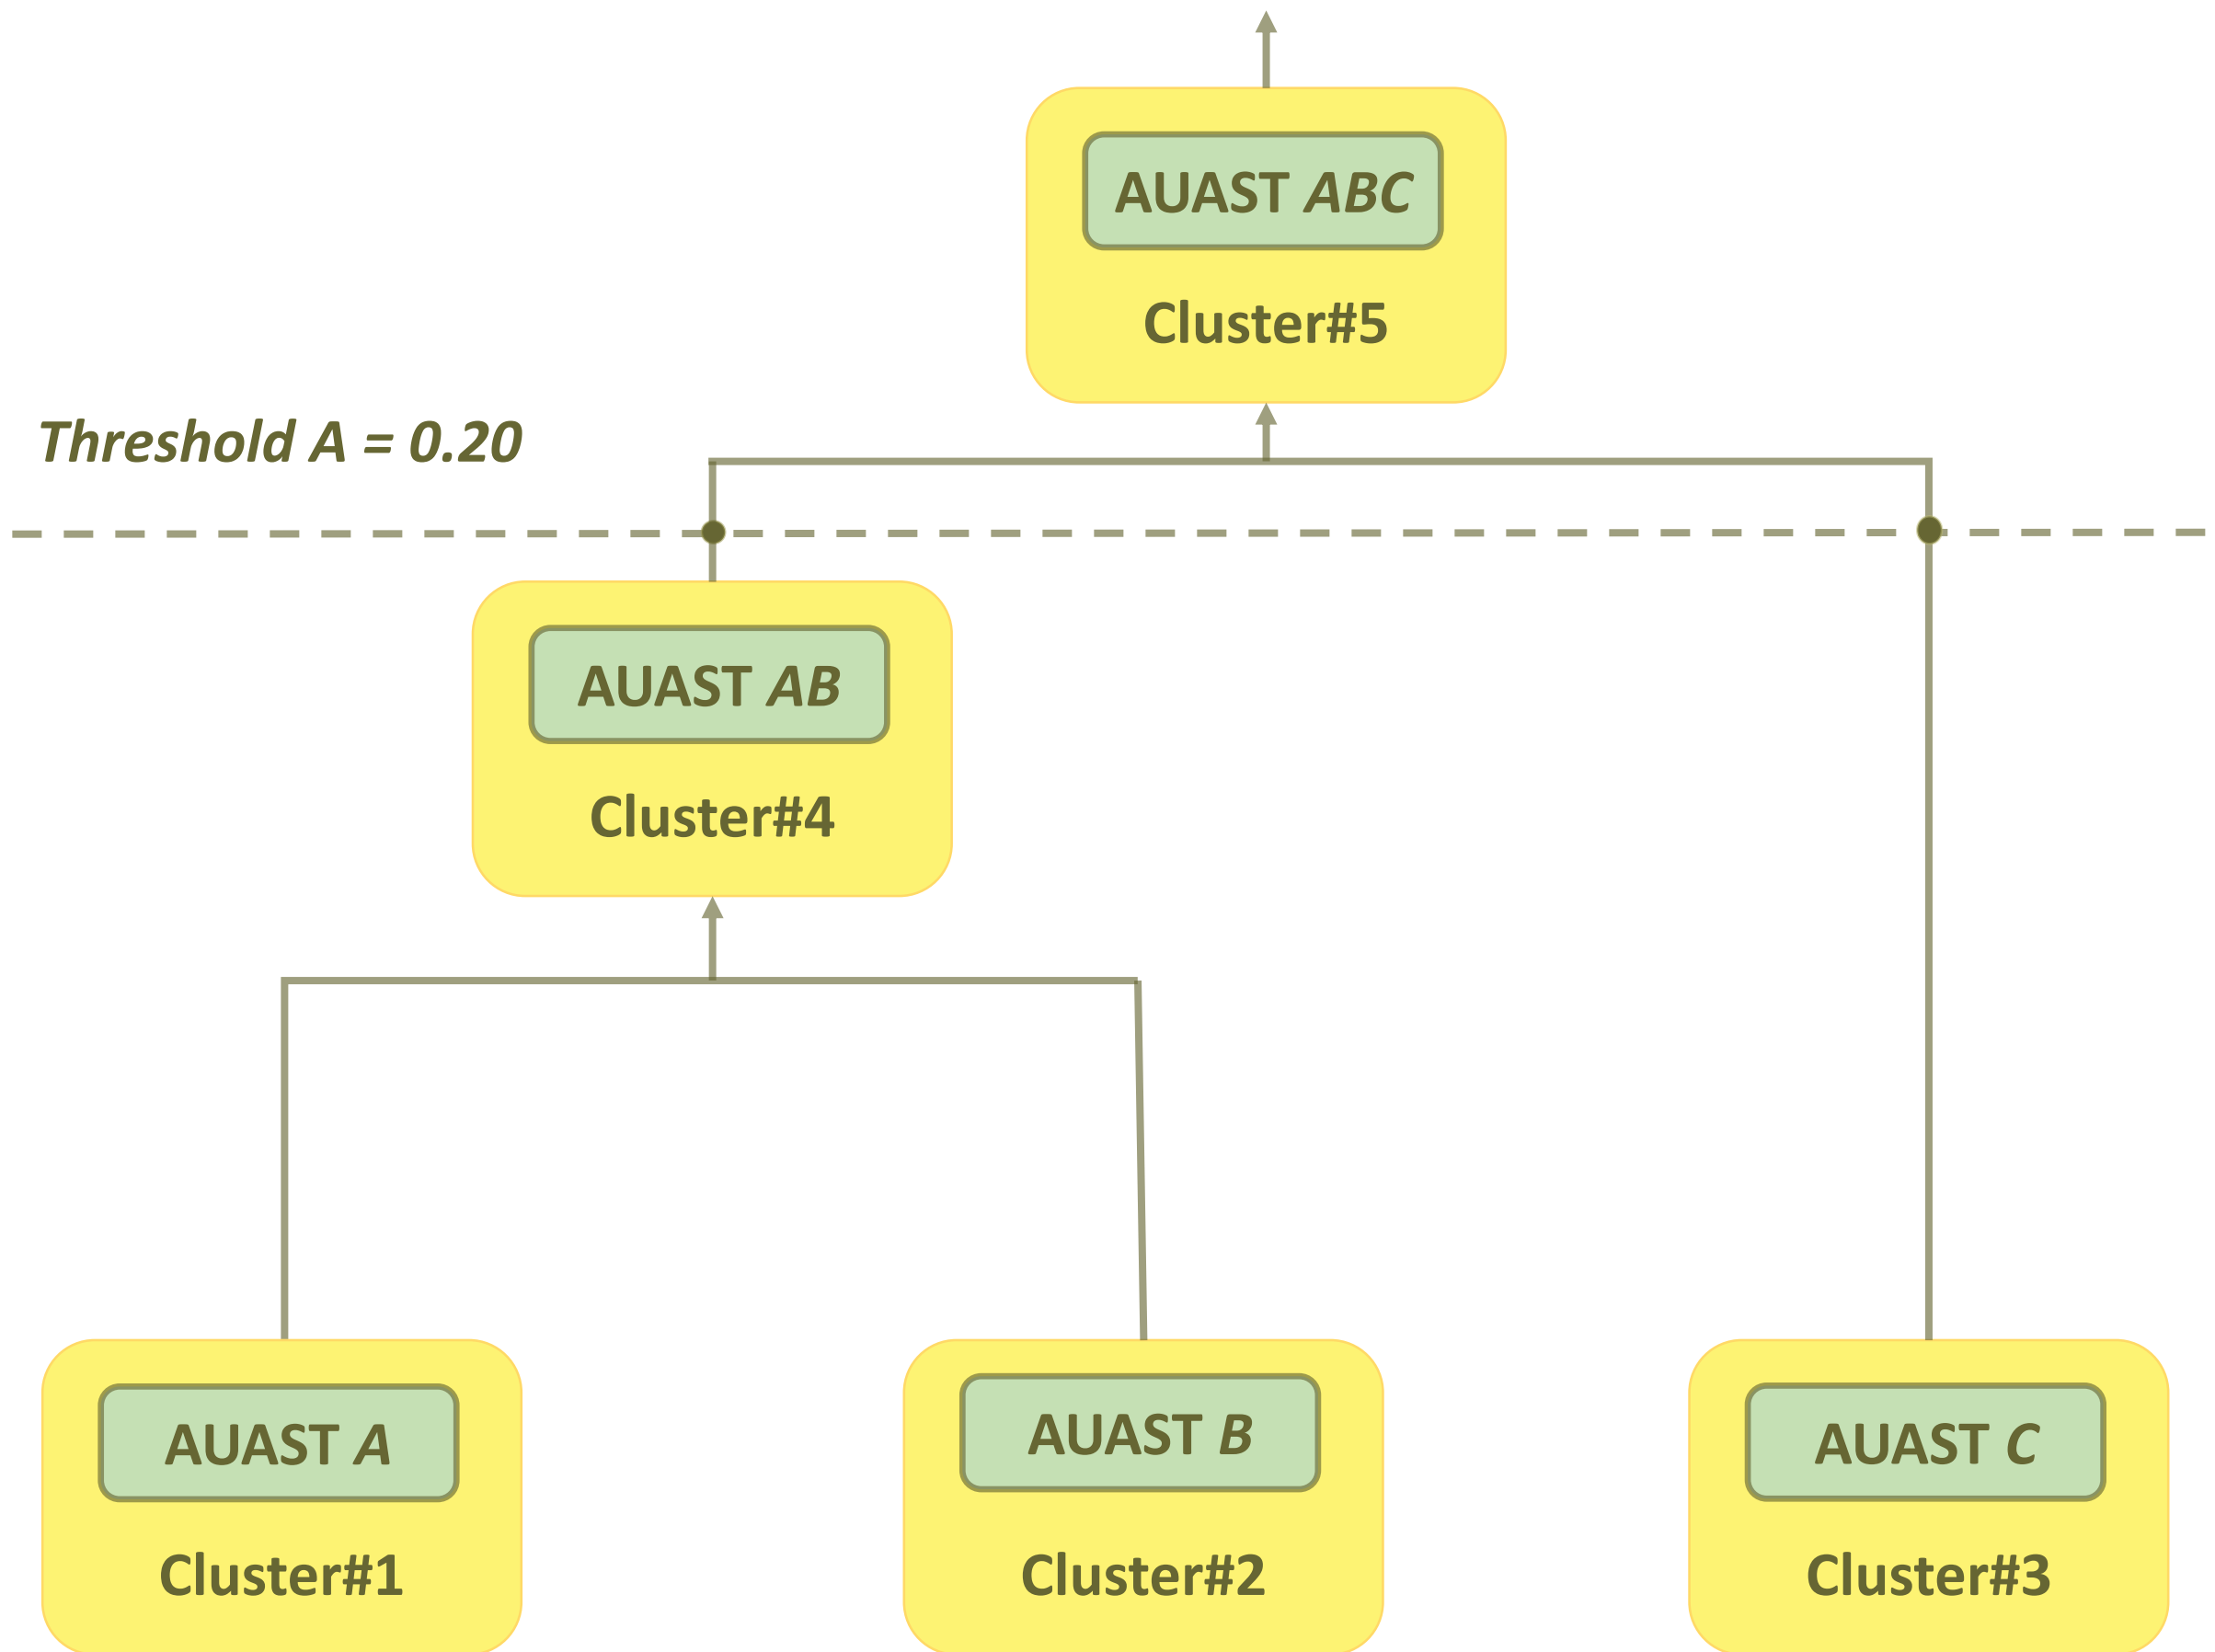 AUAST ABC
Cluster#5
Threshold A = 0.20
AUAST AB
Cluster#4
AUAST A
Cluster#1
AUAST B
Cluster#2
AUAST C
Cluster#3